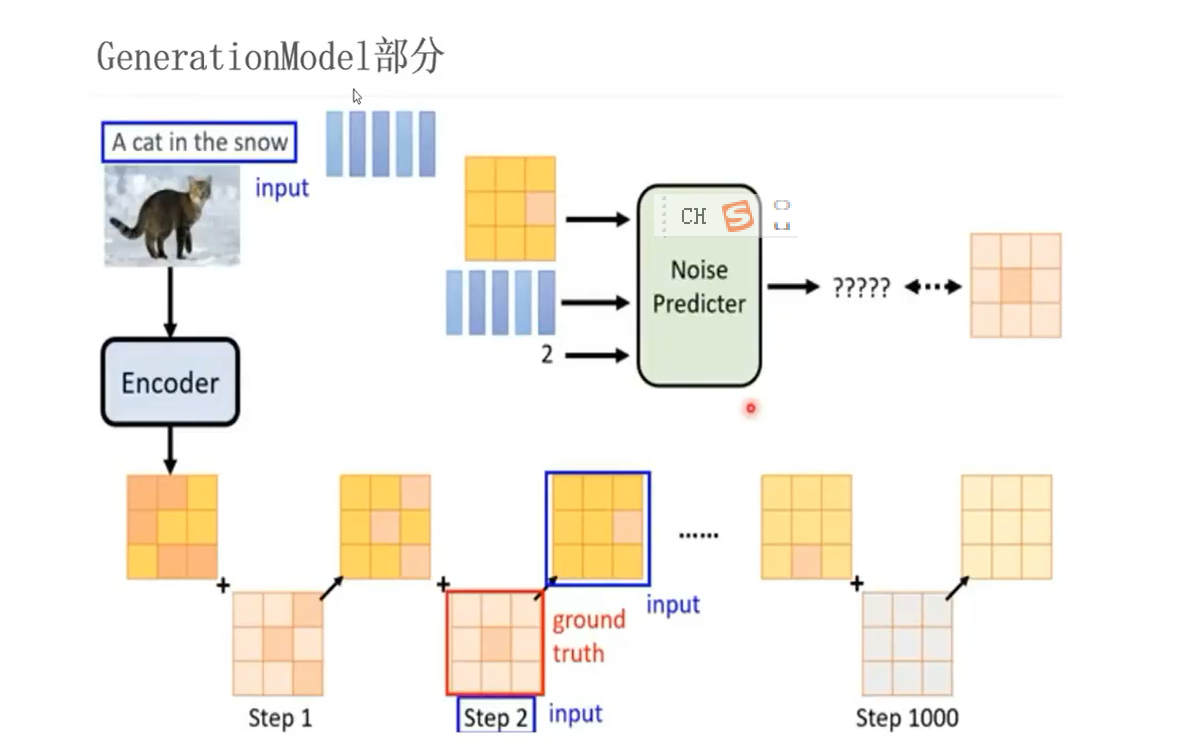 GenerationModel部分
A cat in the snow
input
CH
Noise
Predicter
?????
2
Encoder
+
+
......
+
input
ground
truth
Step 1
Step 2
input
Step 1000